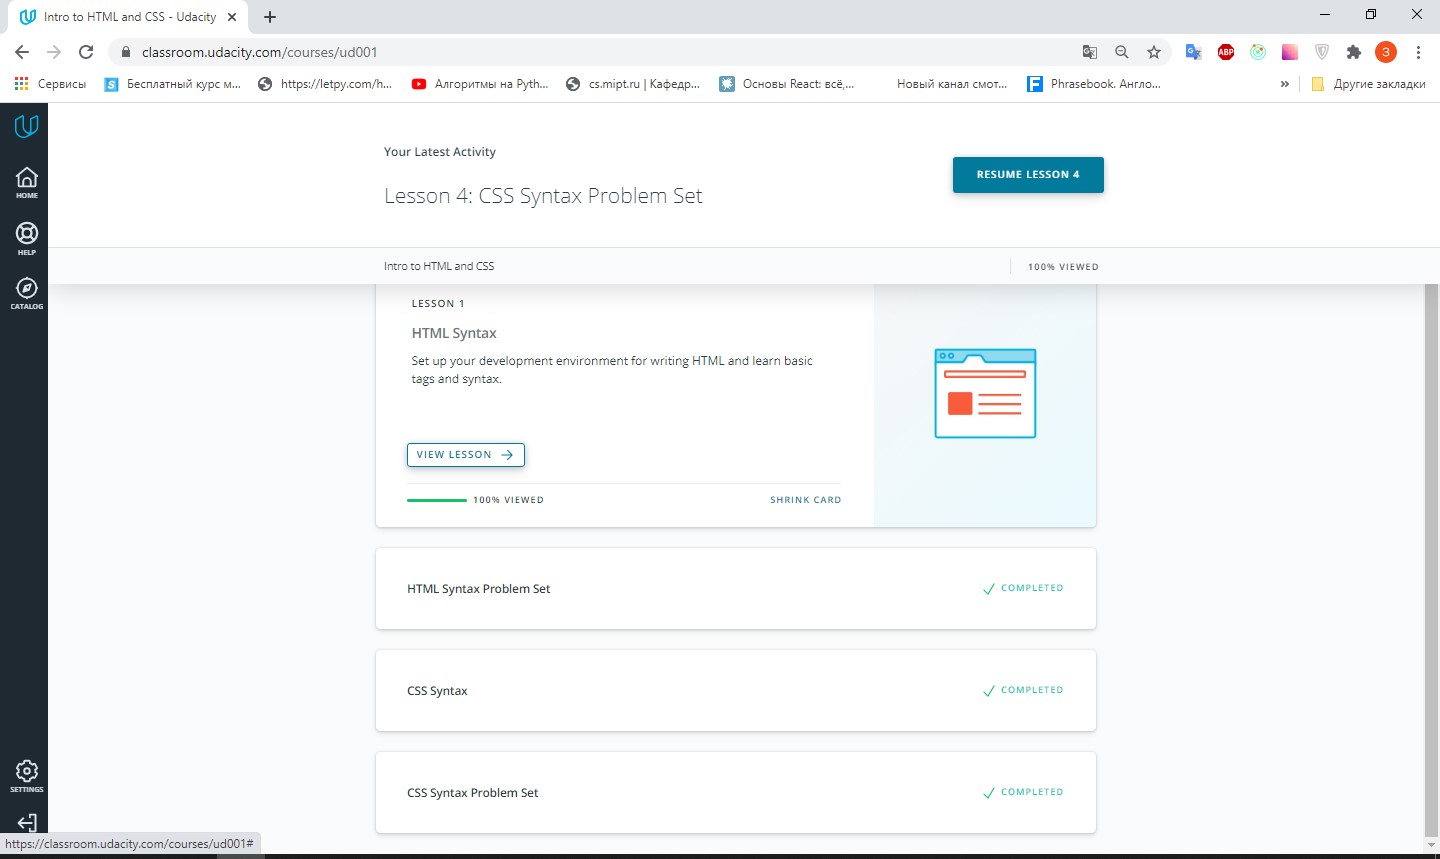 Intro to HTML and CSS - Udacity
classroom.udacity.com/courses/ud001
ABP
З
Сервисы
S
Бесплатный курс м...
https://letpy.com/h...
Алгоритмы на Pyth...
cs.mipt.ru | Кафедр...
Основы React: всё,...
Новый канал смот...
F
Phrasebook. Англо...
»
Другие закладки
HOME
HELP
CATALOG
SETTINGS
Your Latest Activity
Lesson 4: CSS Syntax Problem Set
RESUME LESSON 4
Intro to HTML and CSS
100% VIEWED
LESSON 1
HTML Syntax
Set up your development environment for writing HTML and learn basic
tags and syntax.
VIEW LESSON
100% VIEWED
SHRINK CARD
HTML Syntax Problem Set
COMPLETED
CSS Syntax
COMPLETED
CSS Syntax Problem Set
COMPLETED
https://classroom.udacity.com/courses/ud001#